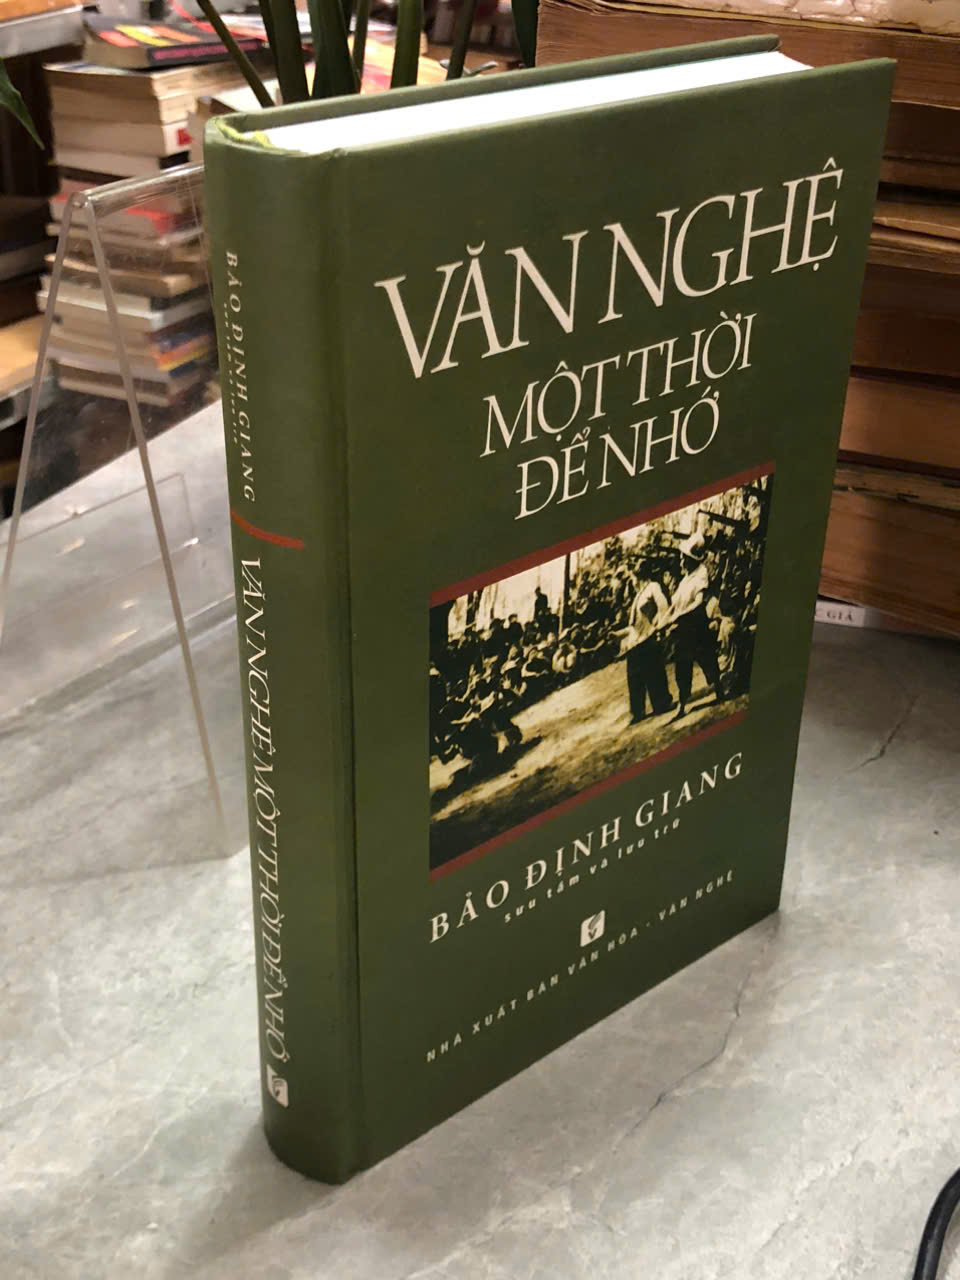 VĂN NGHỆ
MỘT THỜI
ĐỂ NHỚ
BẢO ĐỊNH GIANG
sưu tầm và lưu trữ
NHÀ XUẤT BẢN VĂN HÓA - VĂN NGHỆ
BẢO ĐỊNH GIANG
VĂN NGHỆ MỘT THỜI ĐỂ NHỚ
GIẢ